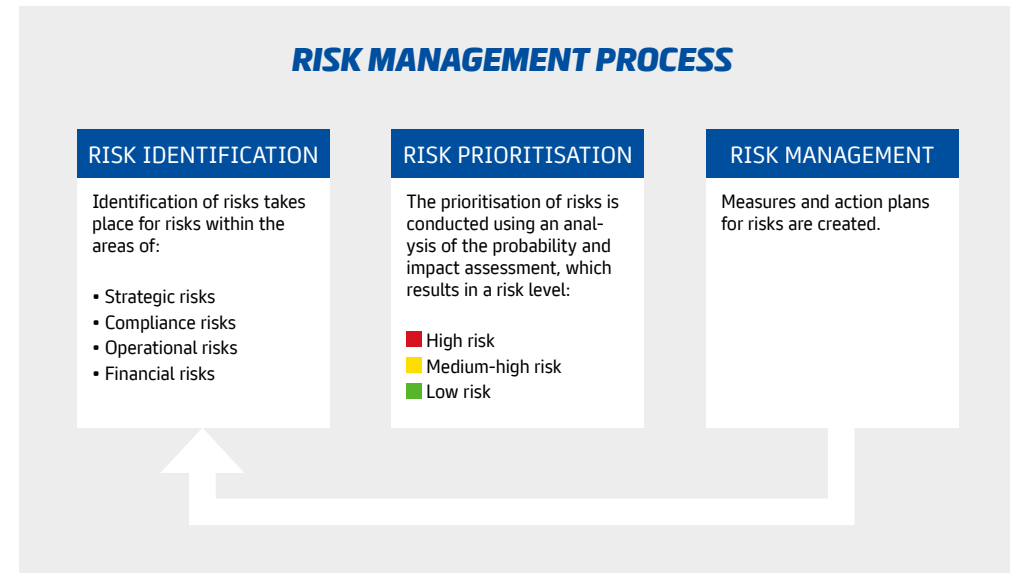 RISK MANAGEMENT PROCESS
RISK IDENTIFICATION
Identification of risks takes
place for risks within the
areas of:
• Strategic risks
• Compliance risks
• Operational risks
• Financial risks
RISK PRIORITISATION
The prioritisation of risks is
conducted using an anal-
ysis of the probability and
impact assessment, which
results in a risk level:
High risk
Medium-high risk
Low risk
RISK MANAGEMENT
Measures and action plans
for risks are created.